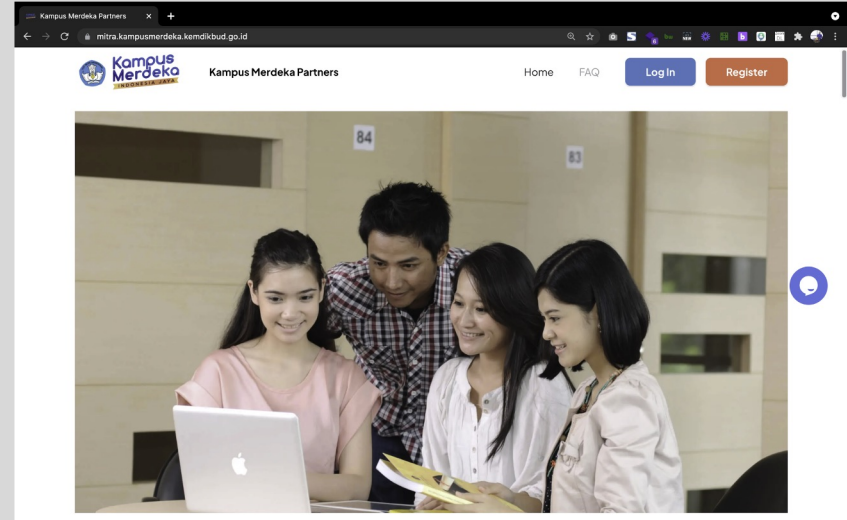 Kampus Merdeka Partners
mitra.kampusmerdeka.kemdikbud.go.id
Kampus
Merdeka
INDONESIA JAYA
Kampus Merdeka Partners
Home
FAQ
Log In
Register
84
83